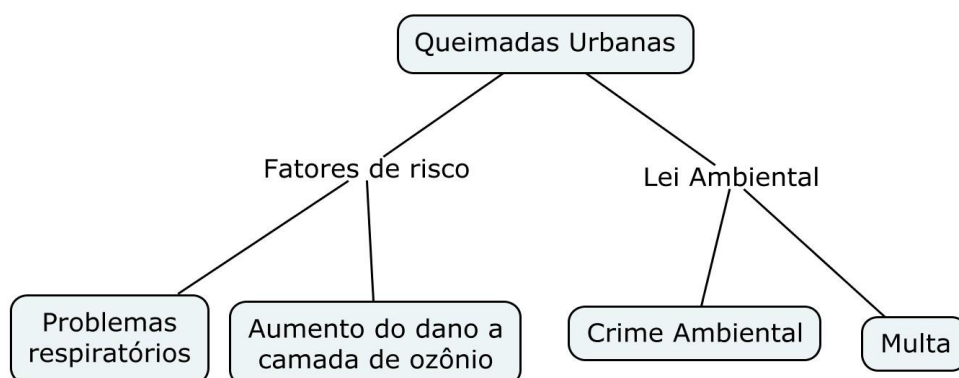 Queimadas Urbanas
Fatores de risco
Lei Ambiental
Problemas
respiratórios
Aumento do dano a
camada de ozônio
Crime Ambiental
Multa